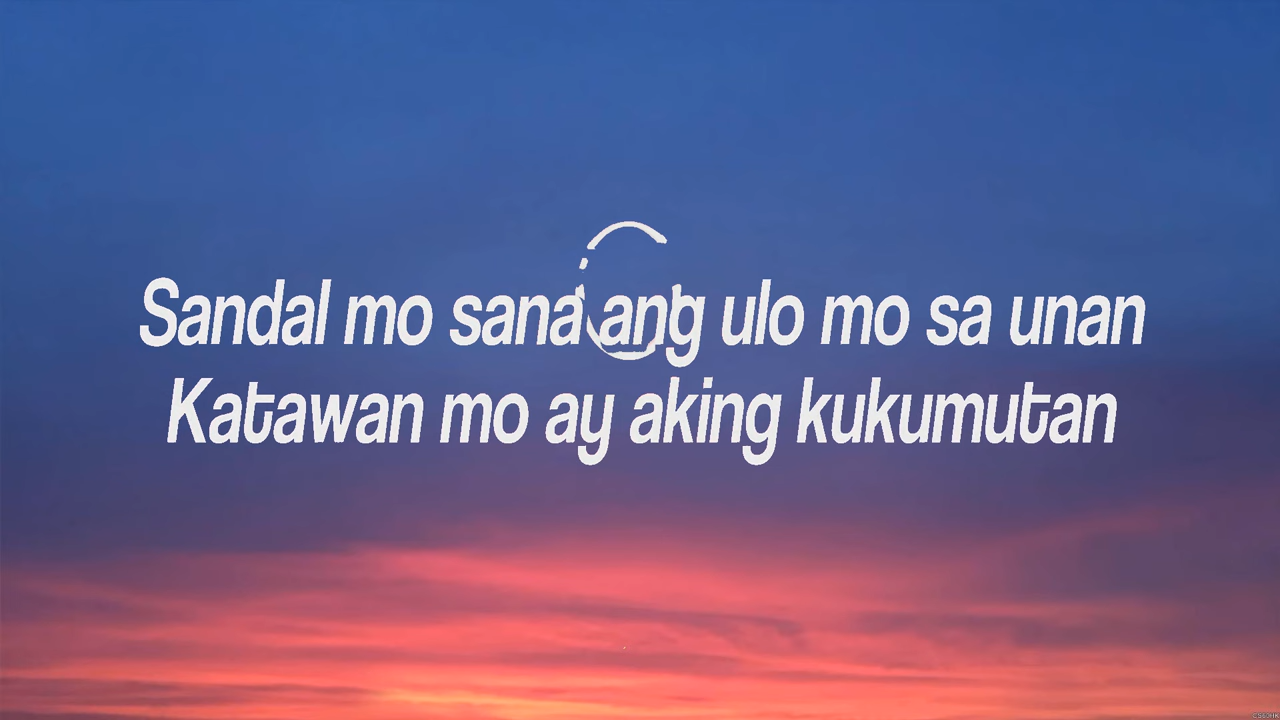 Sandal mo sana ang ulo mo sa unan
Katawan mo ay aking kukumutan